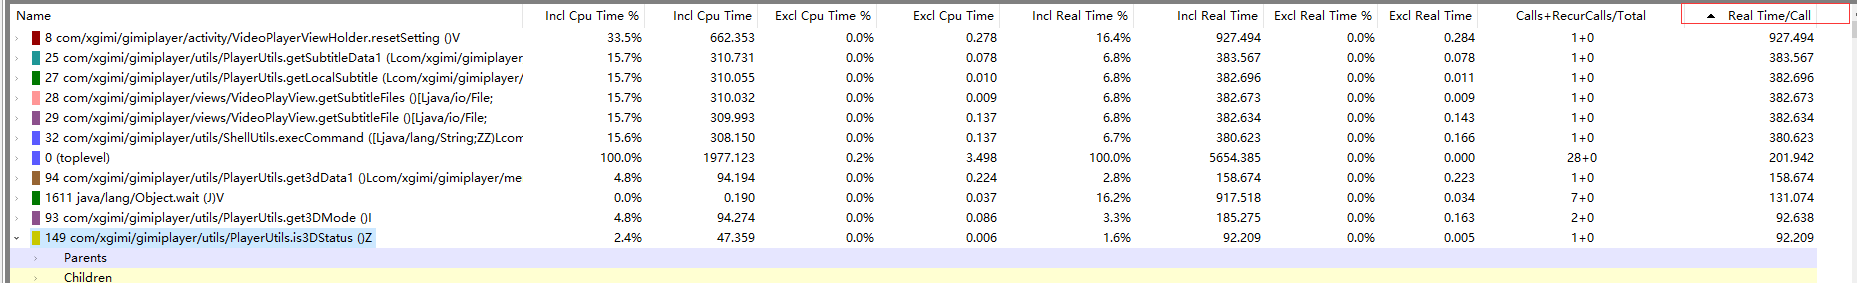 Name Incl Cpu Time % Incl Cpu Time Excl Cpu Time % Excl Cpu Time Incl Real Time % Incl Real Time Excl Real Time % Excl Real Time Calls+RecurCalls/Total Real Time/Call
8 com/xgimi/gimiplayer/activity/VideoPlayerViewHolder.resetSetting ()V 33.5% 662.353 0.0% 0.278 16.4% 927.494 0.0% 0.284 1+0 927.494
25 com/xgimi/gimiplayer/utils/PlayerUtils.getSubtitleData1 (Lcom/xgimi/gimiplayer 15.7% 310.731 0.0% 0.078 6.8% 383.567 0.0% 0.078 1+0 383.567
27 com/xgimi/gimiplayer/utils/PlayerUtils.getLocalSubtitle (Lcom/xgimi/gimiplayer/ 15.7% 310.055 0.0% 0.010 6.8% 382.696 0.0% 0.011 1+0 382.696
28 com/xgimi/gimiplayer/views/VideoPlayView.getSubtitleFiles ()[Ljava/io/File; 15.7% 310.032 0.0% 0.009 6.8% 382.673 0.0% 0.009 1+0 382.673
29 com/xgimi/gimiplayer/views/VideoPlayView.getSubtitleFile ()[Ljava/io/File; 15.7% 309.993 0.0% 0.137 6.8% 382.634 0.0% 0.143 1+0 382.634
32 com/xgimi/gimiplayer/utils/ShellUtils.execCommand ([Ljava/lang/String;ZZ)Lcom 15.6% 308.150 0.0% 0.137 6.7% 380.623 0.0% 0.166 1+0 380.623
0 (toplevel) 100.0% 1977.123 0.2% 3.498 100.0% 5654.385 0.0% 0.000 28+0 201.942
94 com/xgimi/gimiplayer/utils/PlayerUtils.get3dData1 ()Lcom/xgimi/gimiplayer/me 4.8% 94.194 0.0% 0.224 2.8% 158.674 0.0% 0.223 1+0 158.674
1611 java/lang/Object.wait (J)V 0.0% 0.190 0.0% 0.037 16.2% 917.518 0.0% 0.034 7+0 131.074
93 com/xgimi/gimiplayer/utils/PlayerUtils.get3DMode ()I 4.8% 94.274 0.0% 0.086 3.3% 185.275 0.0% 0.163 2+0 92.638
149 com/xgimi/gimiplayer/utils/PlayerUtils.is3DStatus ()Z 2.4% 47.359 0.0% 0.006 1.6% 92.209 0.0% 0.005 1+0 92.209
Parents
Children